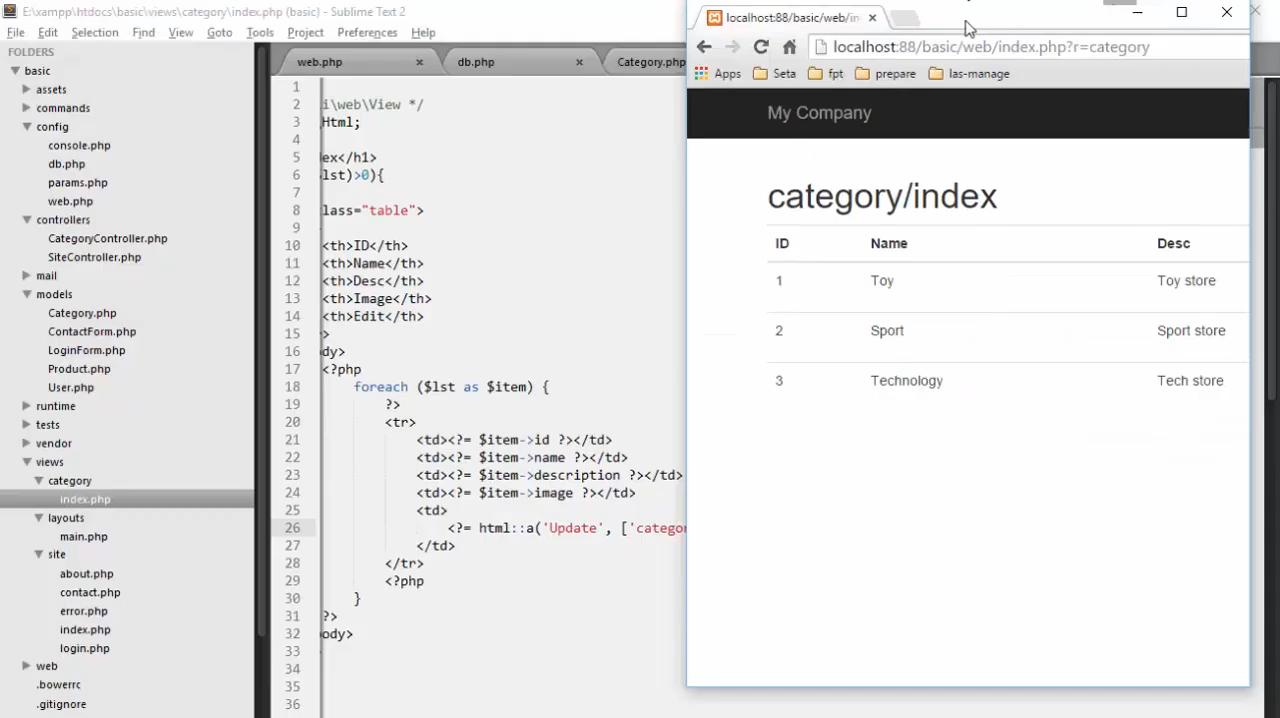 E:\xampp\htdocs\basic\views\category\index.php (basic) - Sublime Text 2
File Edit Selection Find View Goto Tools Project Preferences Help
FOLDERS
basic
assets
commands
config
console.php
db.php
params.php
web.php
controllers
CategoryController.php
SiteController.php
mail
models
Category.php
ContactForm.php
LoginForm.php
Product.php
User.php
runtime
tests
vendor
views
category
index.php
layouts
main.php
site
about.php
contact.php
error.php
index.php
login.php
web
.bowerrc
.gitignore
web.php × db.php × Category.php
1
2 i\web\View */
3 Html;
4
5 ex</h1>
6 lst)>0){
7
8 lass="table">
9
10 <th>ID</th>
11 <th>Name</th>
12 <th>Desc</th>
13 <th>Image</th>
14 <th>Edit</th>
15 >
16 dy>
17 <?php
18 foreach ($lst as $item) {
19 ?>
20 <tr>
21 <td><?= $item->id ?></td>
22 <td><?= $item->name ?></td>
23 <td><?= $item->description ?></td>
24 <td><?= $item->image ?></td>
25 <td>
26 <?= html::a('Update', ['categor
27 </td>
28 </tr>
29 <?php
30 }
31 ?>
32 body>
33
34
35
36
localhost:88/basic/web/in ×
localhost:88/basic/web/index.php?r=category
Apps Seta fpt prepare las-manage
My Company
category/index
ID Name Desc
1 Toy Toy store
2 Sport Sport store
3 Technology Tech store